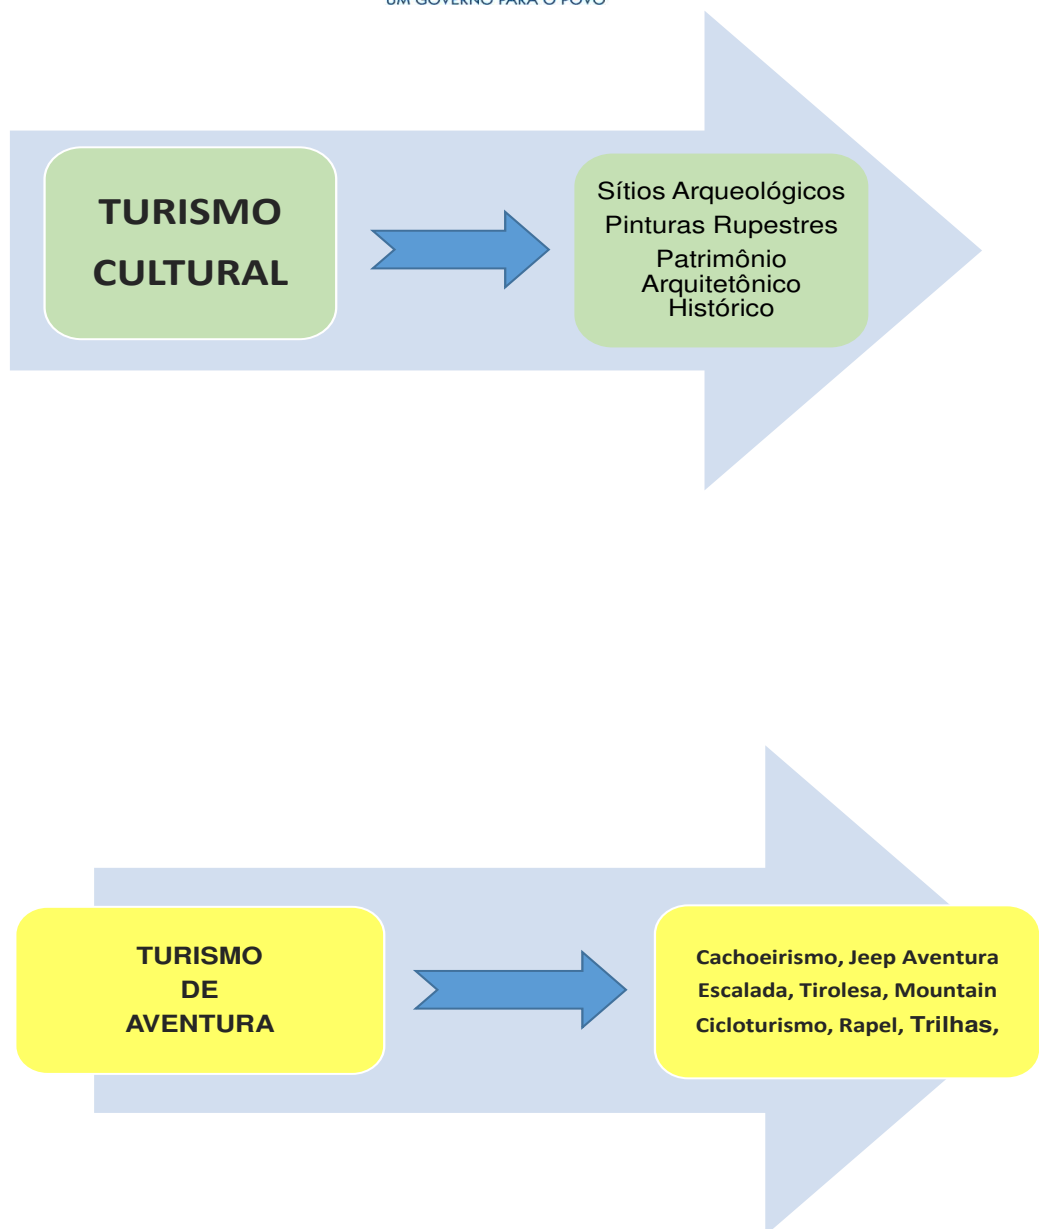 UM GOVERNO PARA O POVO
TURISMO
CULTURAL
Sítios Arqueológicos
Pinturas Rupestres
Patrimônio
Arquitetônico
Histórico
TURISMO
DE
AVENTURA
Cachoeirismo, Jeep Aventura
Escalada, Tirolesa, Mountain
Cicloturismo, Rapel, Trilhas,